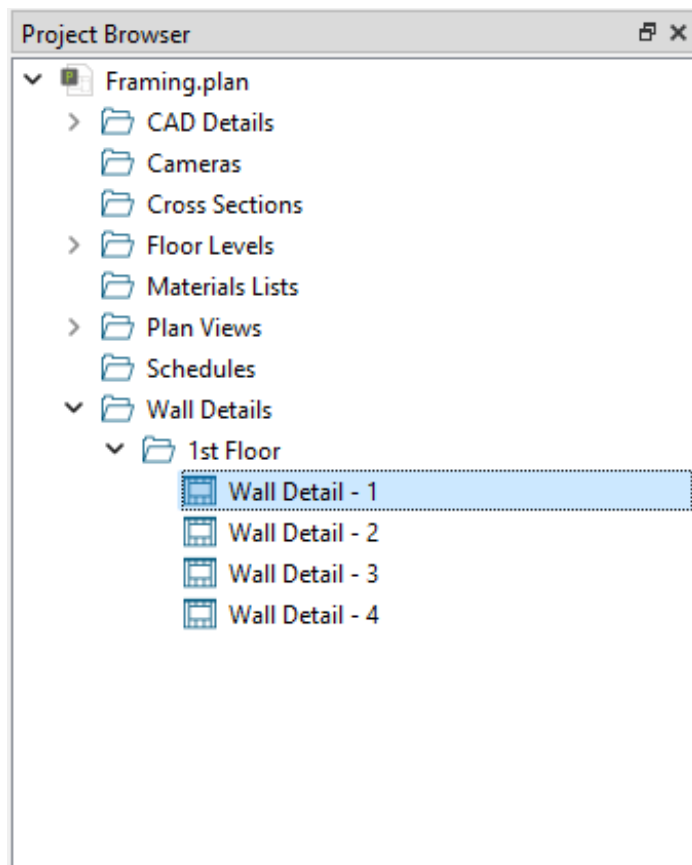 Project Browser
Framing.plan
CAD Details
Cameras
Cross Sections
Floor Levels
Materials Lists
Plan Views
Schedules
Wall Details
1st Floor
Wall Detail - 1
Wall Detail - 2
Wall Detail - 3
Wall Detail - 4